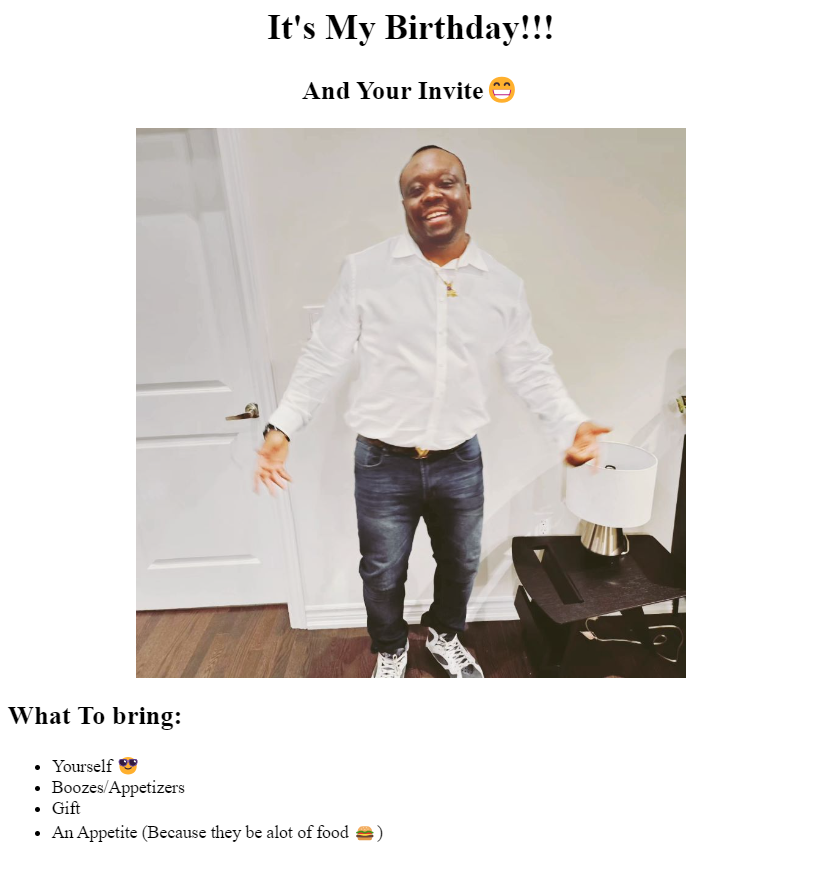 It's My Birthday!!!
And Your Invite 😁
What To bring:
Yourself 😎
Boozes/Appetizers
Gift
An Appetite (Because they be alot of food 🍔 )